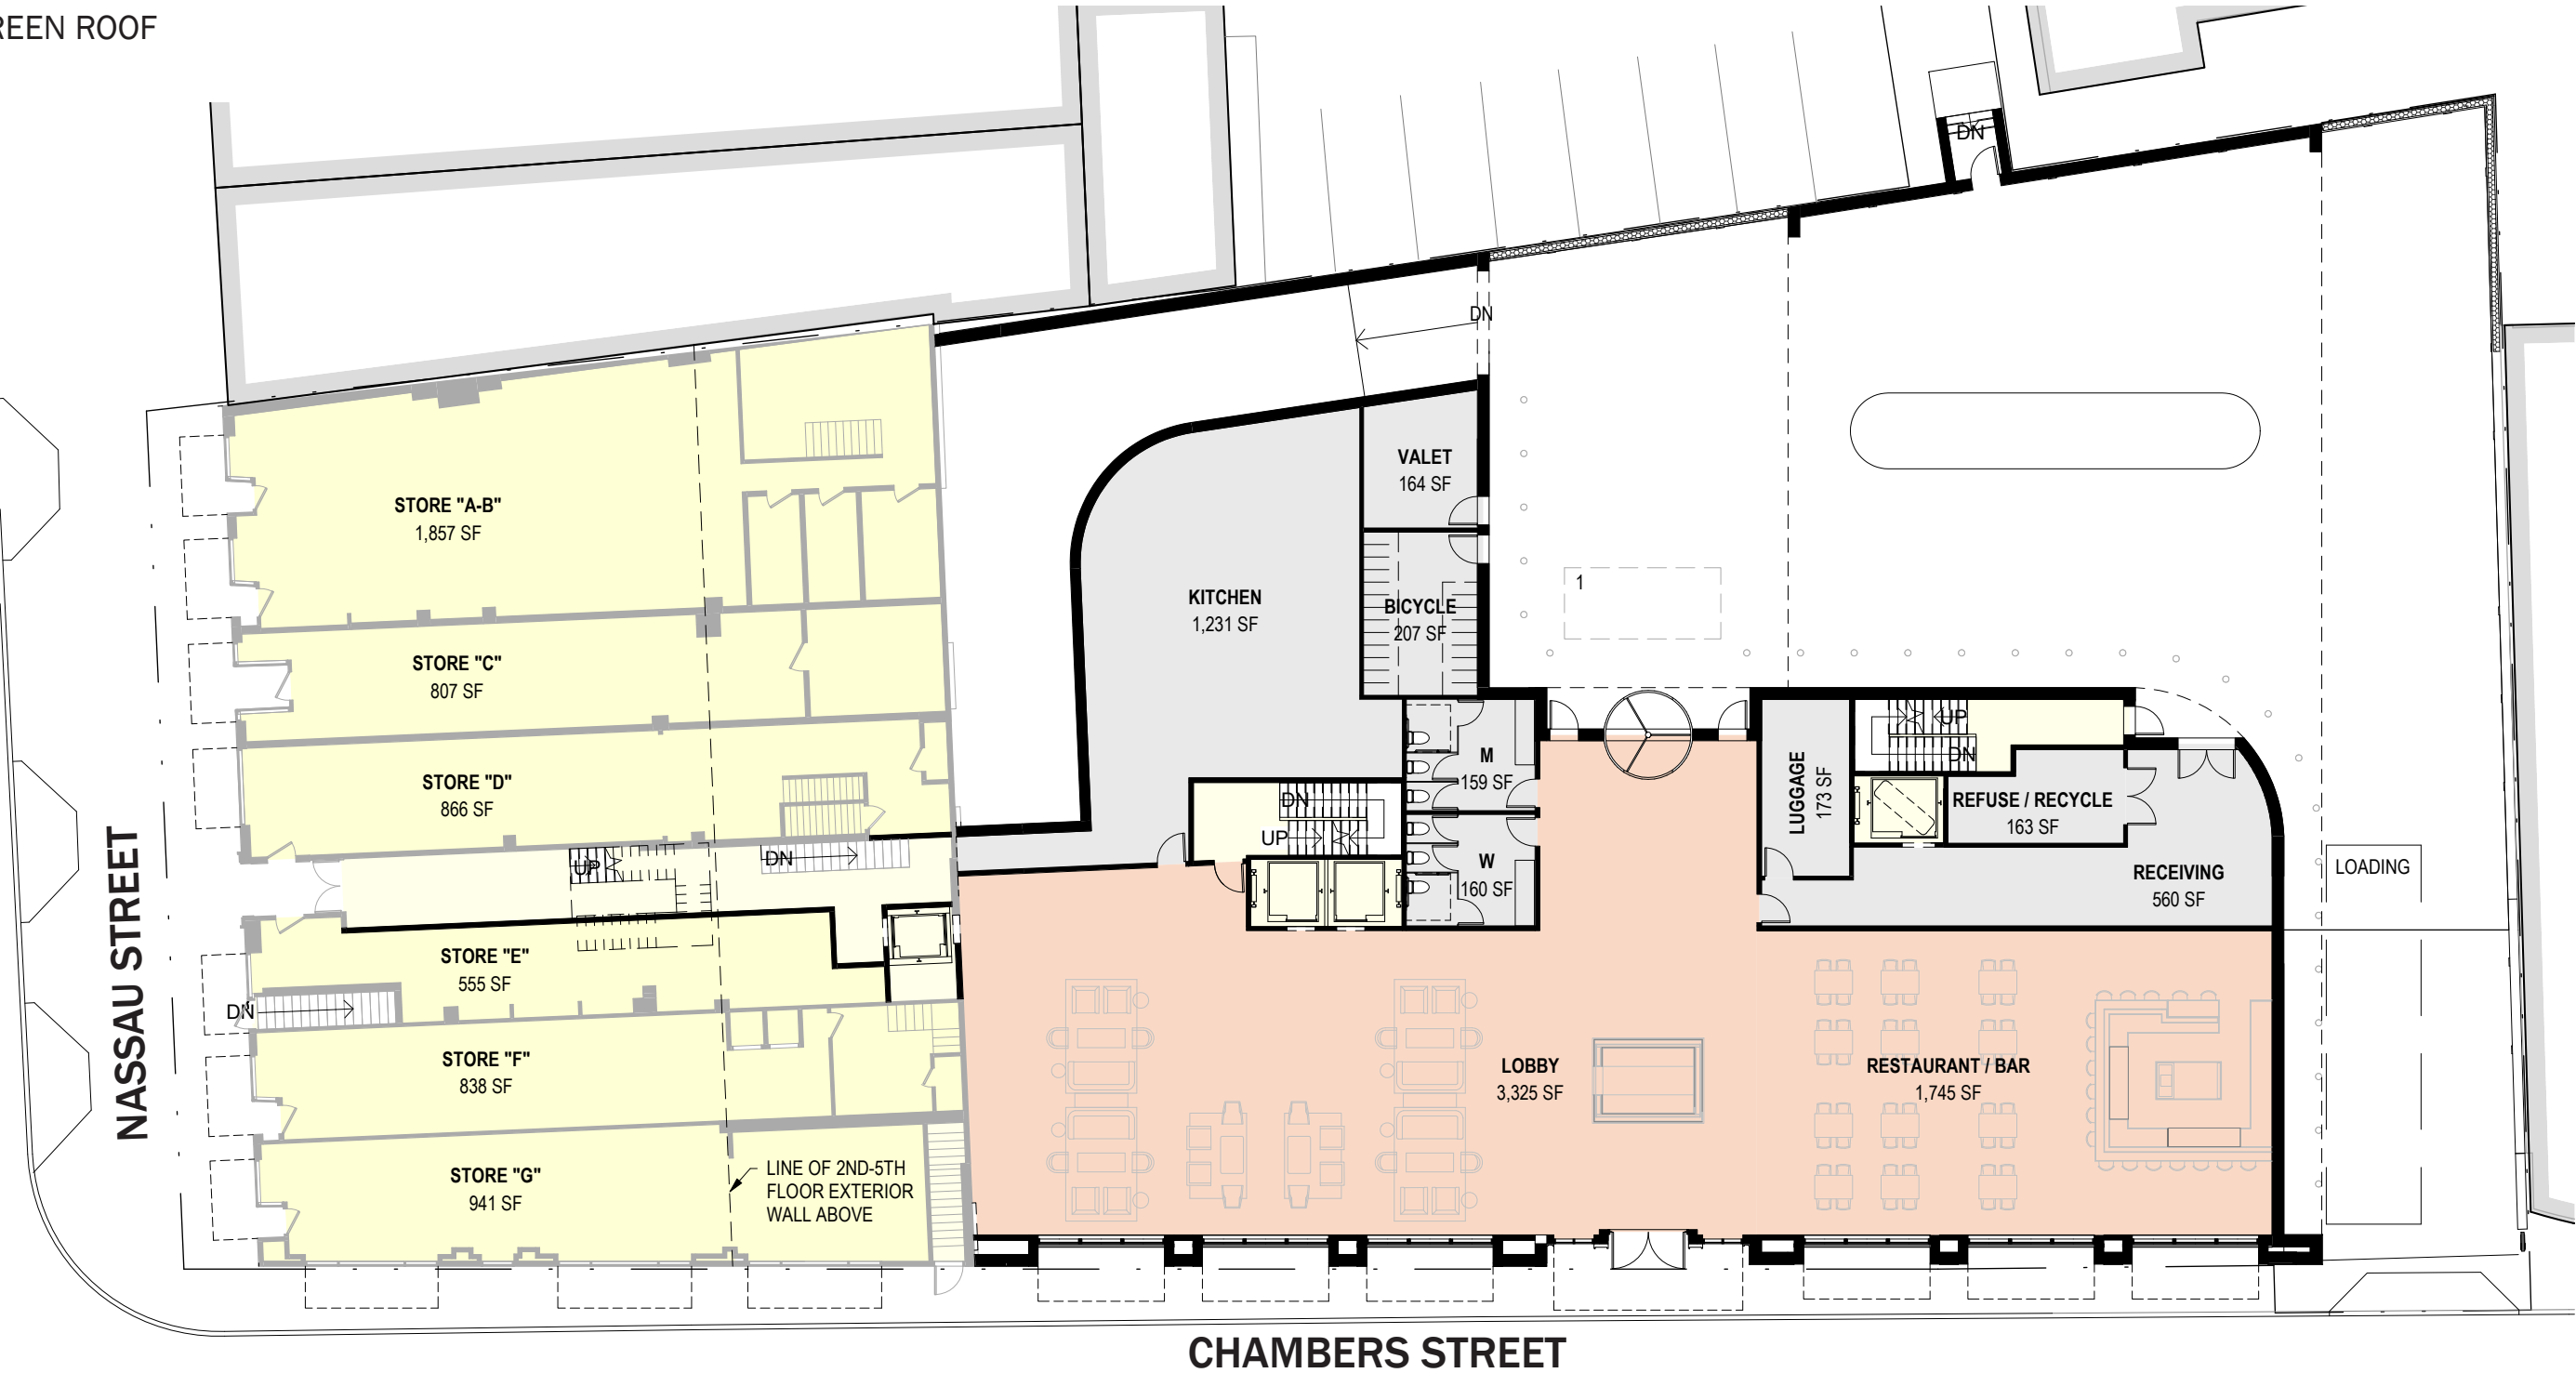 REEN ROOF
DN
DN
VALET
164 SF
STORE "A-B"
1,857 SF
1
KITCHEN
1,231 SF
BICYCLE
207 SF
STORE "C"
807 SF
UP
DN
M
159 SF
STORE "D"
866 SF
LUGGAGE
173 SF
REFUSE / RECYCLE
163 SF
DN
UP
UP
DN
W
160 SF
LOADING
RECEIVING
560 SF
NASSAU STREET
STORE "E"
555 SF
DN
STORE "F"
838 SF
LOBBY
3,325 SF
RESTAURANT / BAR
1,745 SF
STORE "G"
941 SF
LINE OF 2ND-5TH
FLOOR EXTERIOR
WALL ABOVE
CHAMBERS STREET